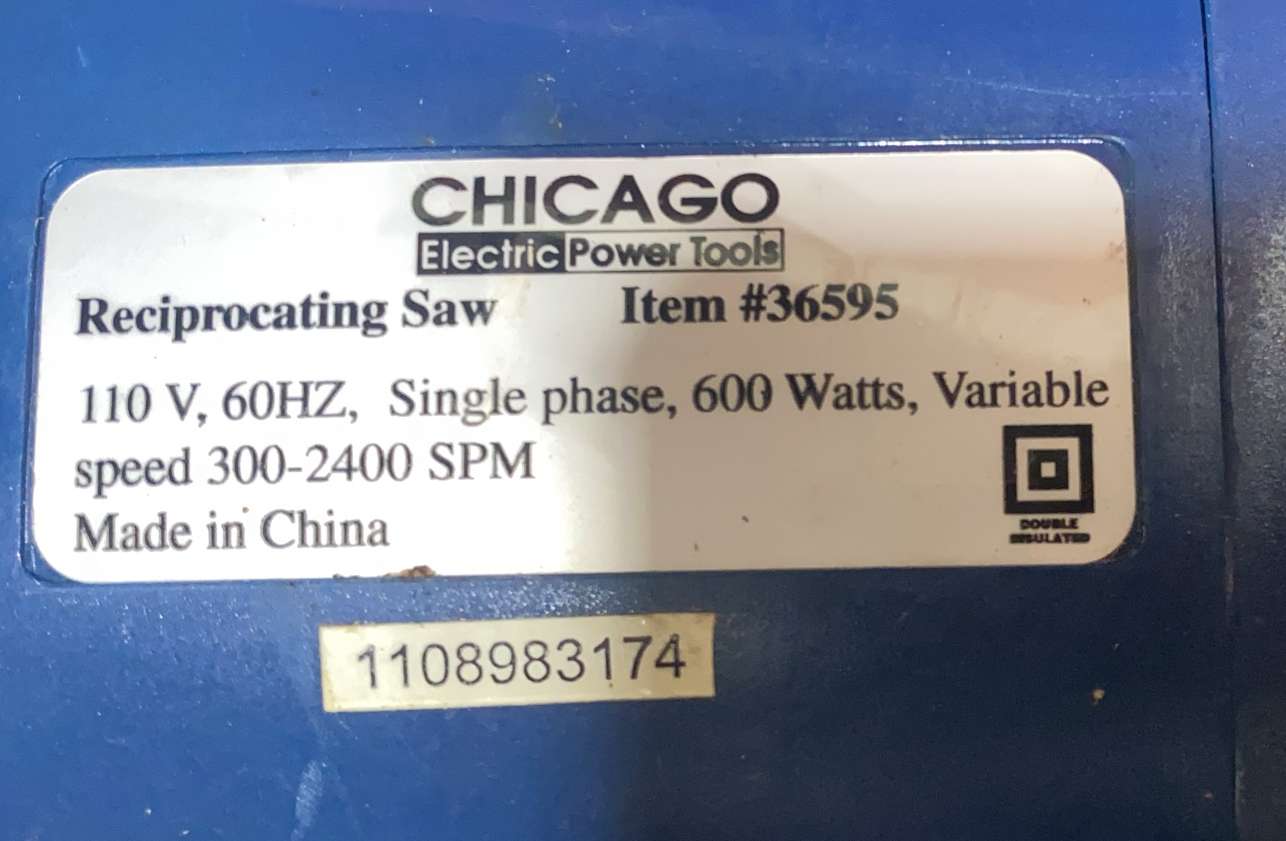 CHICAGO
Electric Power Tools
Reciprocating Saw Item #36595
110 V, 60HZ, Single phase, 600 Watts, Variable
speed 300-2400 SPM
Made in China
DOUBLE
INSULATED
1108983174